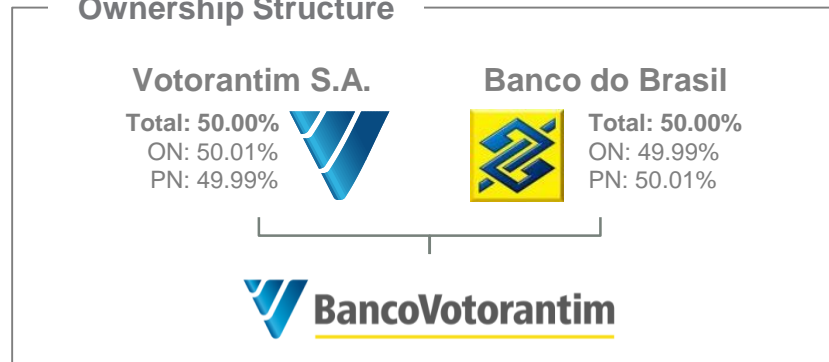 Ownership Structure
Votorantim S.A.
Total: 50.00%
ON: 50.01%
PN: 49.99%
Banco do Brasil
Total: 50.00%
ON: 49.99%
PN: 50.01%
BancoVotorantim